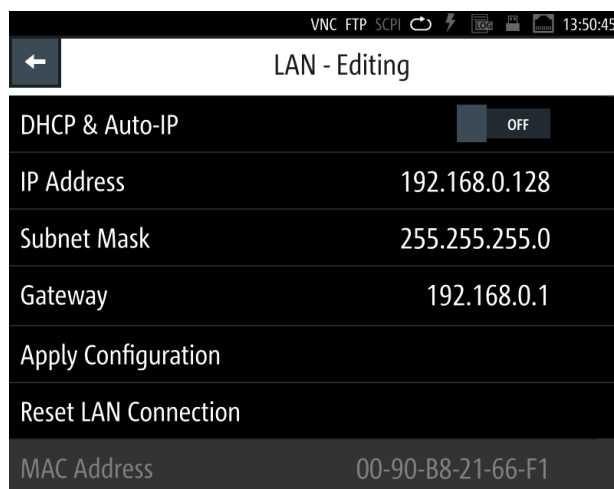 VNC FTP SCPI LOG 13:50:45
LAN - Editing
DHCP & Auto-IP OFF
IP Address 192.168.0.128
Subnet Mask 255.255.255.0
Gateway 192.168.0.1
Apply Configuration
Reset LAN Connection
MAC Address 00-90-B8-21-66-F1